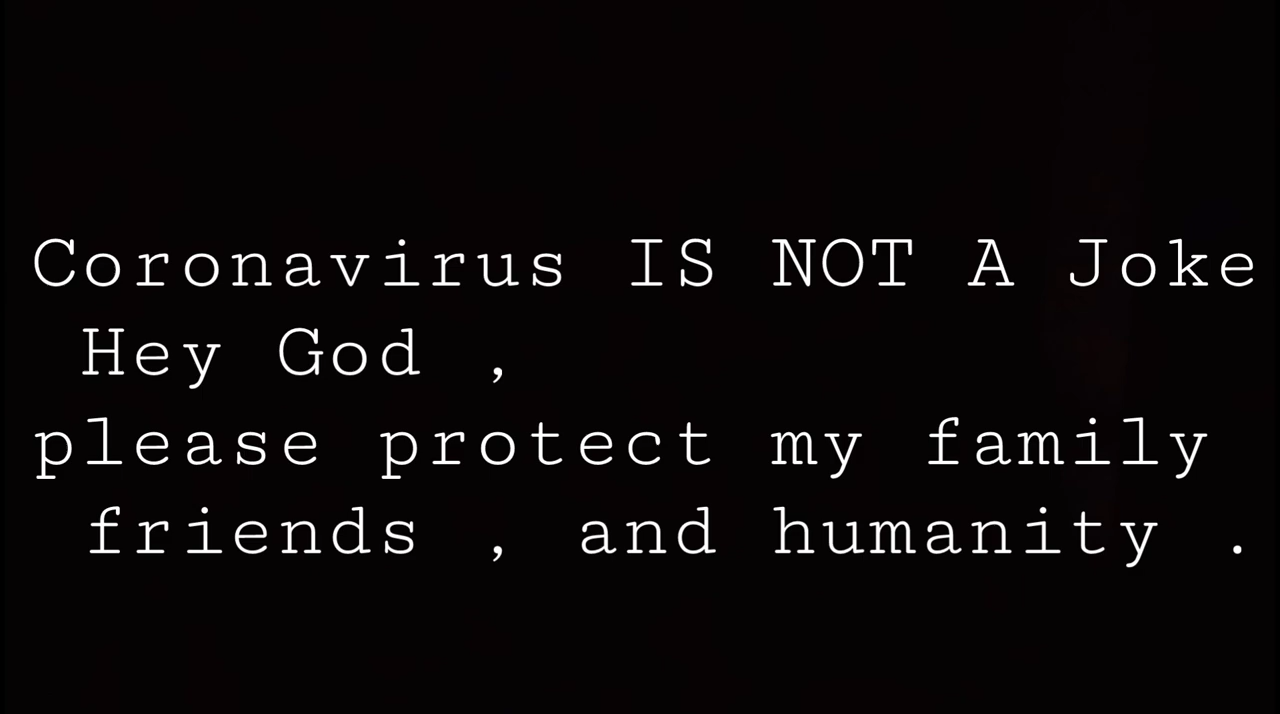 Coronavirus IS NOT A Joke
Hey God ,
please protect my family
friends , and humanity .